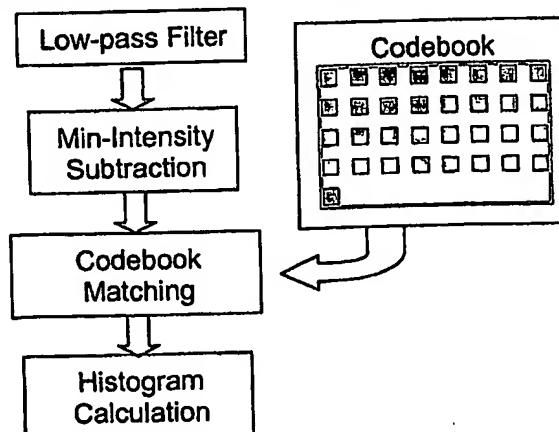 Low-pass Filter
Codebook
Min-Intensity
Subtraction
Codebook
Matching
Histogram
Calculation